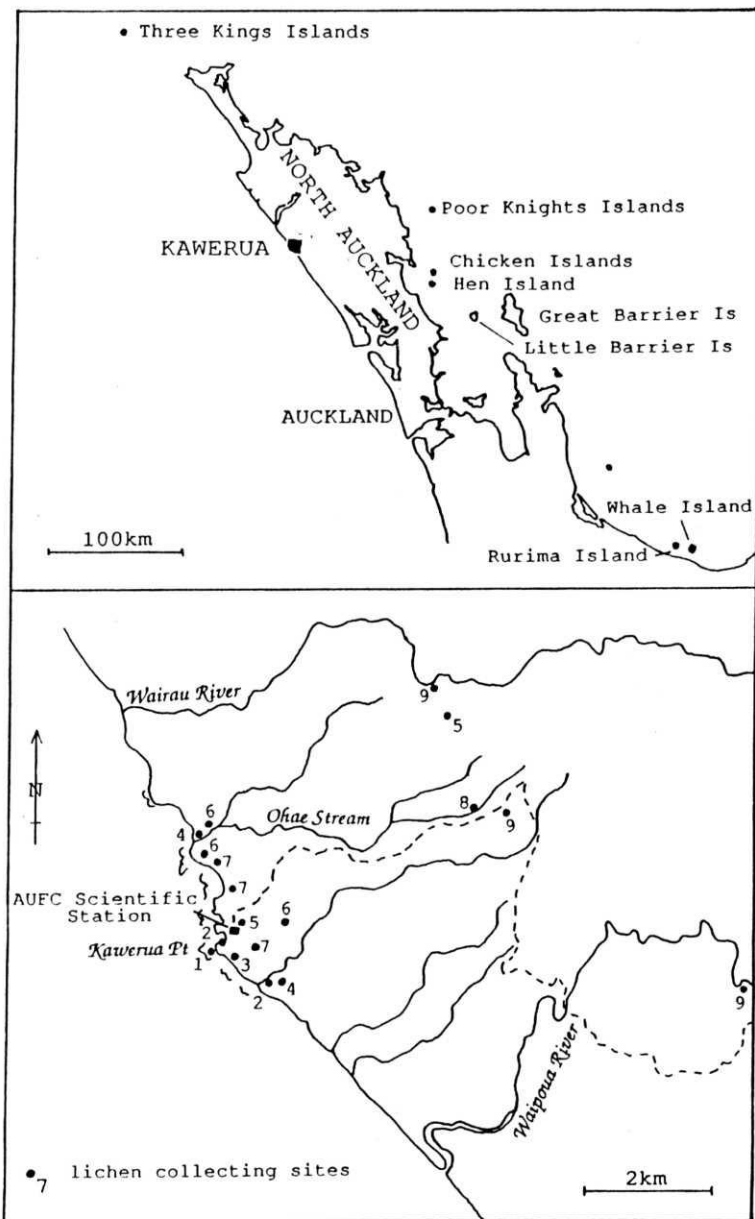 Three Kings Islands
NORTH AUCKLAND
Poor Knights Islands
KAWERUA
Chicken Islands
Hen Island
Great Barrier Is
Little Barrier Is
AUCKLAND
Whale Island
100km
Rurima Island
Wairau River
9
5
N
8
6
Ohae Stream
9
4
6
7
7
AUFC Scientific
Station
5
6
2
Kawerua Pt
7
1
3
2
4
9
Waipoua River
7
lichen collecting sites
2km